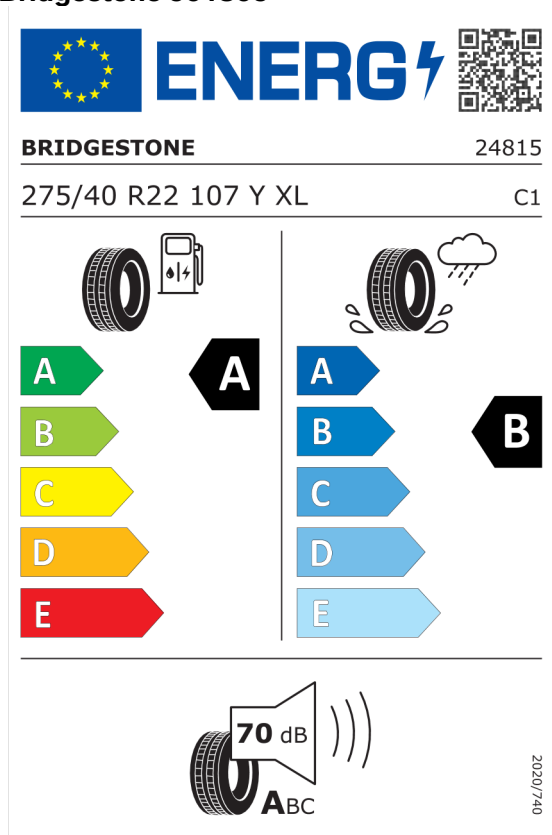 ENERG
BRIDGESTONE 24815
275/40 R22 107 Y XL C1
A A A
B B B
C C
D D
E E
70 dB
ABC
2020/740